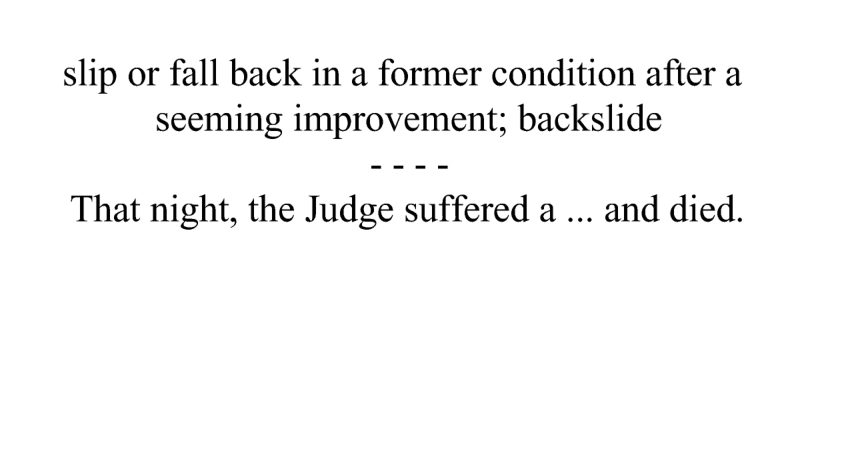 slip or fall back in a former condition after a
seeming improvement; backslide
- - - -
That night, the Judge suffered a ... and died.